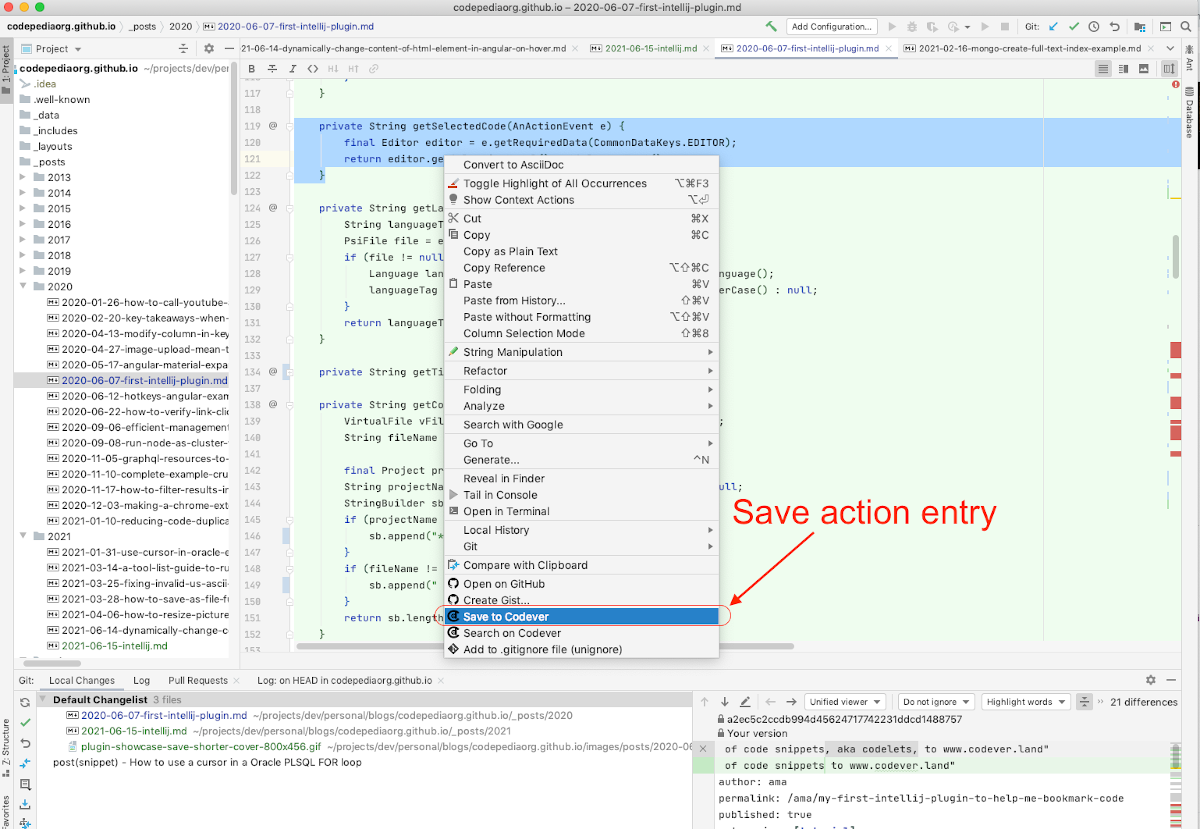 codepediaorg.github.io – 2020-06-07-first-intellij-plugin.md
codepediaorg.github.io › _posts › 2020 › 2020-06-07-first-intellij-plugin.md
Add Configuration...
Git:
Project
21-06-14-dynamically-change-content-of-html-element-in-angular-on-hover.md
2021-06-15-intellij.md
2020-06-07-first-intellij-plugin.md
2021-02-16-mongo-create-full-text-index-example.md
1: Project
Ant
Database
codepediaorg.github.io ~/projects/dev/per
.idea
.well-known
_data
_includes
_layouts
_posts
2013
2014
2015
2016
2017
2018
2019
2020
2020-01-26-how-to-call-youtube-
2020-02-20-key-takeaways-when-
2020-04-13-modify-column-in-key
2020-04-27-image-upload-mean-t
2020-05-17-angular-material-expa
2020-06-07-first-intellij-plugin.md
2020-06-12-hotkeys-angular-exam
2020-06-22-how-to-verify-link-clic
2020-09-06-efficient-management
2020-09-08-run-node-as-cluster-
2020-11-05-graphql-resources-to-
2020-11-10-complete-example-cru
2020-11-17-how-to-filter-results-in
2020-12-03-making-a-chrome-exte
2021-01-10-reducing-code-duplica
2021
2021-01-31-use-cursor-in-oracle-e
2021-03-14-a-tool-list-guide-to-ru
2021-03-25-fixing-invalid-us-ascii-
2021-03-28-how-to-save-as-file-f
2021-04-06-how-to-resize-picture
2021-06-14-dynamically-change-c
2021-06-15-intellij.md
B I <> H↓ H↑
117 }
118
119 @ private String getSelectedCode(AnActionEvent e) {
120 final Editor editor = e.getRequiredData(CommonDataKeys.EDITOR);
121 return editor.ge
122 }
123
124 @ private String getLa
125 String languageT
126 PsiFile file = e
127 if (file != null
128 Language lan nguage();
129 languageTag erCase() : null;
130 }
131 return languageT
132 }
133
134 @ private String getTi
137
138 @ private String getCo
139 VirtualFile vFil ;
140 String fileName
141
142 final Project pr
143 String projectNa ull;
144 StringBuilder sb
145 if (projectName
146 sb.append("*
147 }
148 if (fileName !=
149 sb.append("
150 }
151 return sb.lengt
152 }
153
Convert to AsciiDoc
Toggle Highlight of All Occurrences ⌥⌘F3
Show Context Actions ⌥⏎
Cut ⌘X
Copy ⌘C
Copy as Plain Text
Copy Reference ⌥⇧⌘C
Paste ⌘V
Paste from History... ⇧⌘V
Paste without Formatting ⌥⇧⌘V
Column Selection Mode ⇧⌘8
String Manipulation
Refactor
Folding
Analyze
Search with Google
Go To
Generate... ^N
Reveal in Finder
Tail in Console
Open in Terminal
Local History
Git
Compare with Clipboard
Open on GitHub
Create Gist...
Save to Codever
Search on Codever
Add to .gitignore file (unignore)
Save action entry
Git: Local Changes Log Pull Requests Log: on HEAD in codepediaorg.github.io
Default Changelist 3 files
2020-06-07-first-intellij-plugin.md ~/projects/dev/personal/blogs/codepediaorg.github.io/_posts/2020
2021-06-15-intellij.md ~/projects/dev/personal/blogs/codepediaorg.github.io/_posts/2021
plugin-showcase-save-shorter-cover-800x456.gif ~/projects/dev/personal/blogs/codepediaorg.github.io/images/posts/2020-06
post(snippet) - How to use a cursor in a Oracle PLSQL FOR loop
Z: Structure
Favorites
Unified viewer Do not ignore Highlight words 21 differences
a2ec5c2ccdb994d45624717742231ddcd1488757
Your version
of code snippets, aka codelets, to www.codever.land"
of code snippets to www.codever.land"
author: ama
permalink: /ama/my-first-intellij-plugin-to-help-me-bookmark-code
published: true